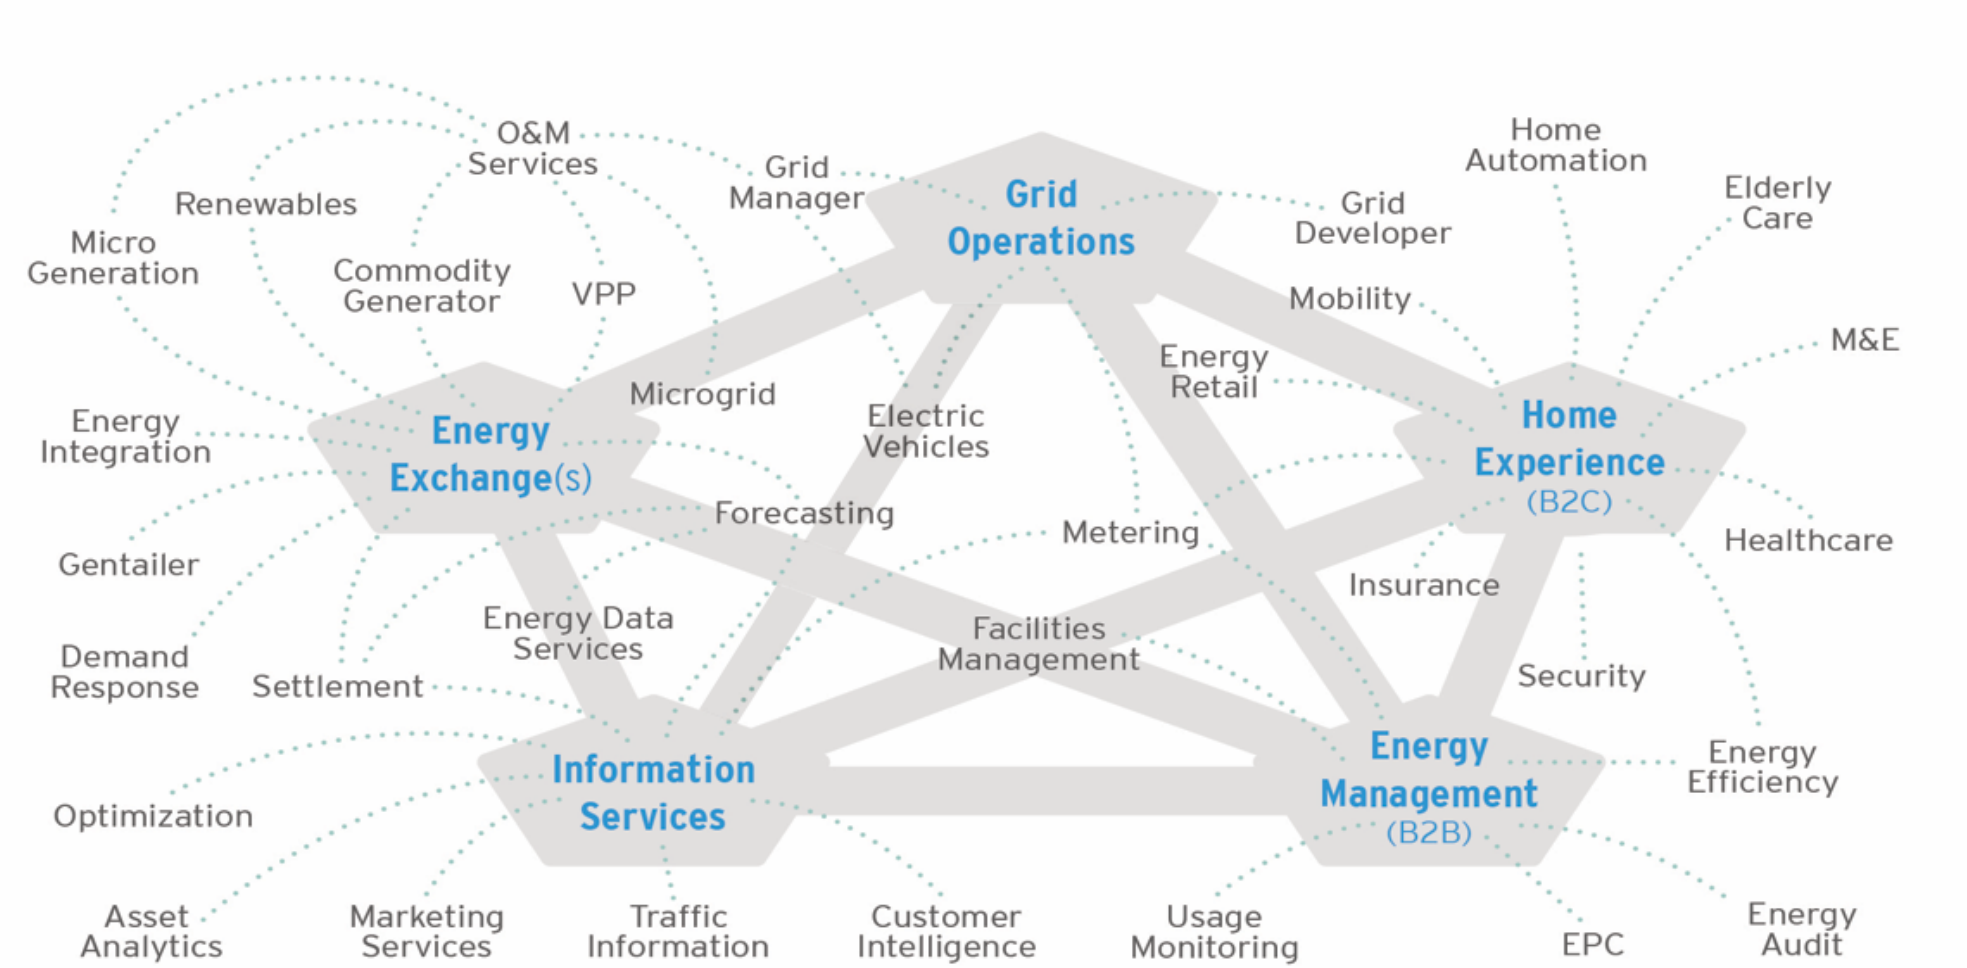 O&M
Services
Renewables
Micro
Generation
Commodity
Generator
VPP
Microgrid
Grid
Manager
Grid
Operations
Grid
Developer
Home
Automation
Elderly
Care
Mobility
M&E
Energy
Retail
Electric
Vehicles
Energy
Integration
Energy
Exchange(s)
Home
Experience
(B2C)
Forecasting
Metering
Healthcare
Gentailer
Insurance
Energy Data
Services
Facilities
Management
Demand
Response
Settlement
Security
Information
Services
Energy
Management
(B2B)
Energy
Efficiency
Optimization
Asset
Analytics
Marketing
Services
Traffic
Information
Customer
Intelligence
Usage
Monitoring
EPC
Energy
Audit